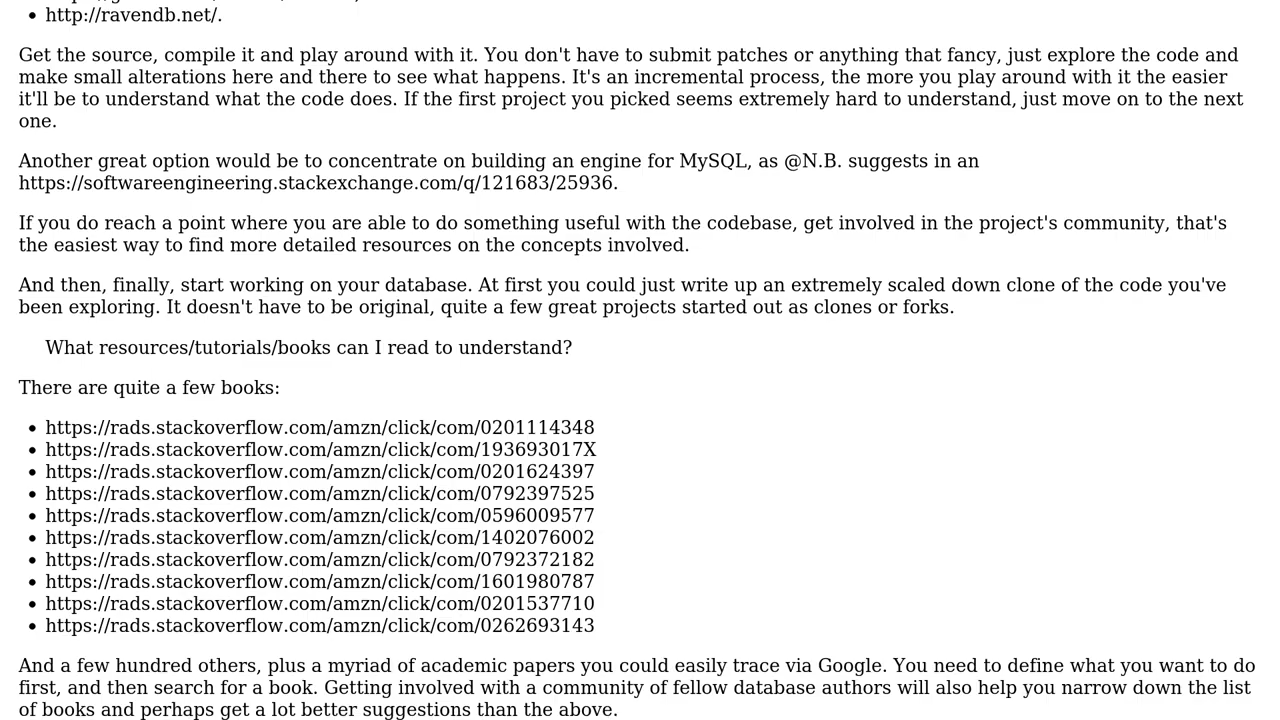 • http://ravendb.net/.
Get the source, compile it and play around with it. You don't have to submit patches or anything that fancy, just explore the code and
make small alterations here and there to see what happens. It's an incremental process, the more you play around with it the easier
it'll be to understand what the code does. If the first project you picked seems extremely hard to understand, just move on to the next
one.
Another great option would be to concentrate on building an engine for MySQL, as @N.B. suggests in an
https://softwareengineering.stackexchange.com/q/121683/25936.
If you do reach a point where you are able to do something useful with the codebase, get involved in the project's community, that's
the easiest way to find more detailed resources on the concepts involved.
And then, finally, start working on your database. At first you could just write up an extremely scaled down clone of the code you've
been exploring. It doesn't have to be original, quite a few great projects started out as clones or forks.
What resources/tutorials/books can I read to understand?
There are quite a few books:
• https://rads.stackoverflow.com/amzn/click/com/0201114348
• https://rads.stackoverflow.com/amzn/click/com/193693017X
• https://rads.stackoverflow.com/amzn/click/com/0201624397
• https://rads.stackoverflow.com/amzn/click/com/0792397525
• https://rads.stackoverflow.com/amzn/click/com/0596009577
• https://rads.stackoverflow.com/amzn/click/com/1402076002
• https://rads.stackoverflow.com/amzn/click/com/0792372182
• https://rads.stackoverflow.com/amzn/click/com/1601980787
• https://rads.stackoverflow.com/amzn/click/com/0201537710
• https://rads.stackoverflow.com/amzn/click/com/0262693143
And a few hundred others, plus a myriad of academic papers you could easily trace via Google. You need to define what you want to do
first, and then search for a book. Getting involved with a community of fellow database authors will also help you narrow down the list
of books and perhaps get a lot better suggestions than the above.